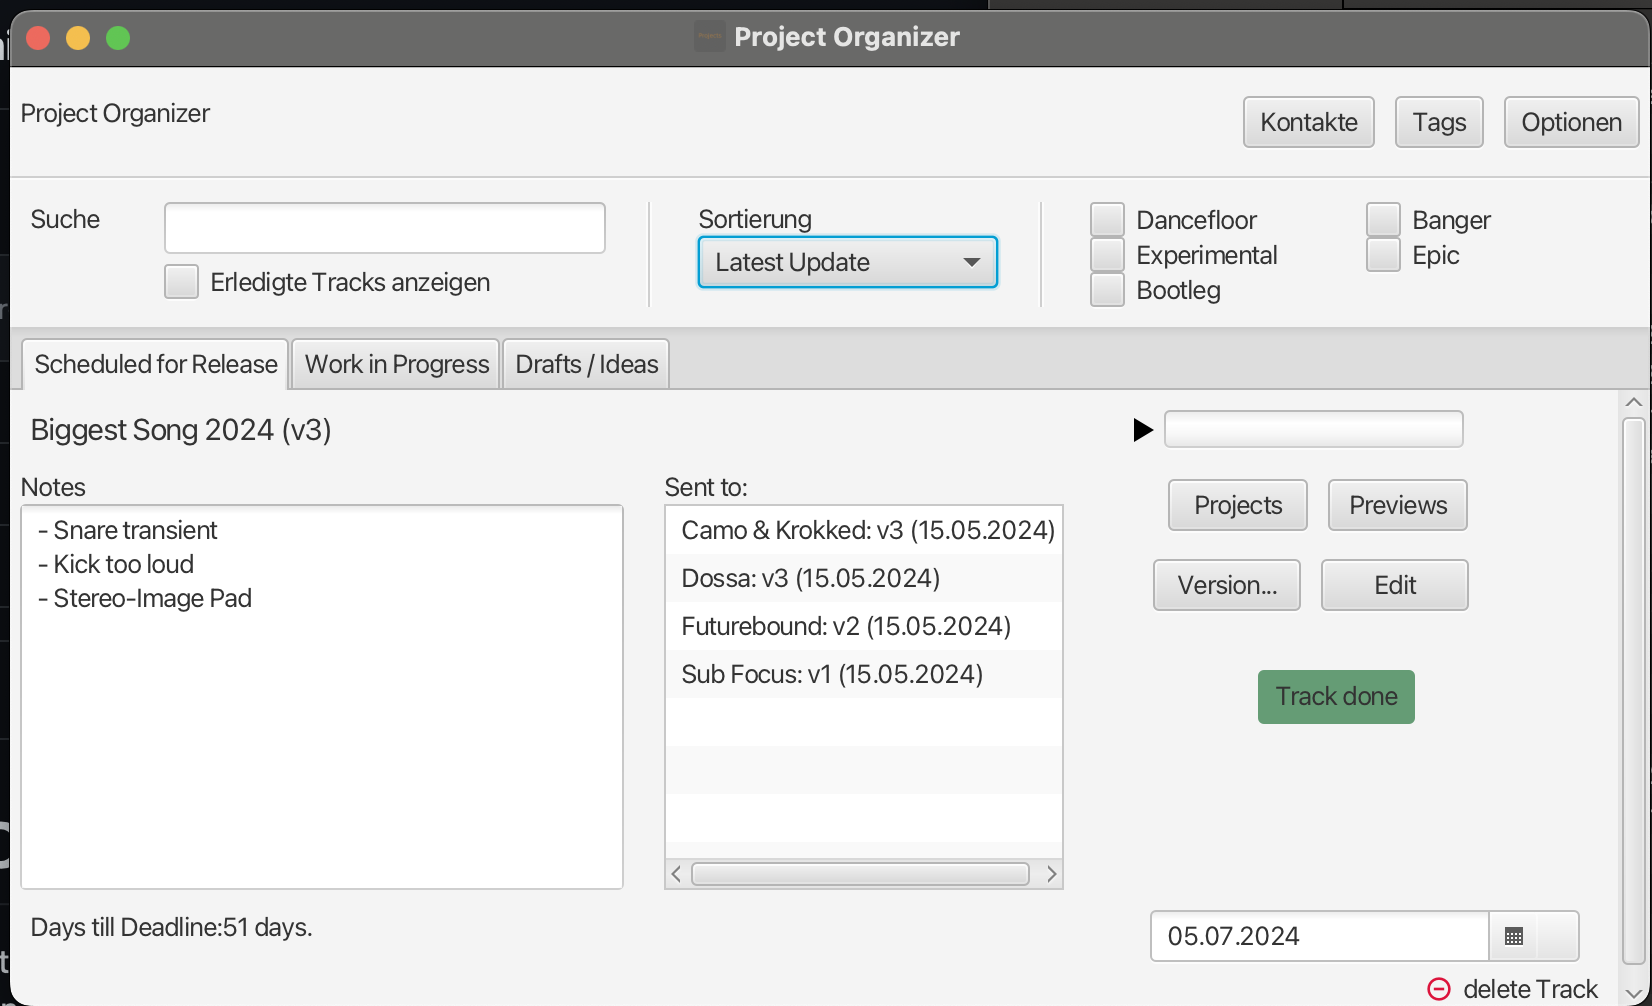 Project Organizer
Project Organizer
Kontakte
Tags
Optionen
Suche
Erledigte Tracks anzeigen
Sortierung
Latest Update
Dancefloor
Experimental
Bootleg
Banger
Epic
Scheduled for Release
Work in Progress
Drafts / Ideas
Biggest Song 2024 (v3)
Notes
- Snare transient
- Kick too loud
- Stereo-Image Pad
Sent to:
Camo & Krokked: v3 (15.05.2024)
Dossa: v3 (15.05.2024)
Futurebound: v2 (15.05.2024)
Sub Focus: v1 (15.05.2024)
Projects
Previews
Version...
Edit
Track done
Days till Deadline:51 days.
05.07.2024
delete Track